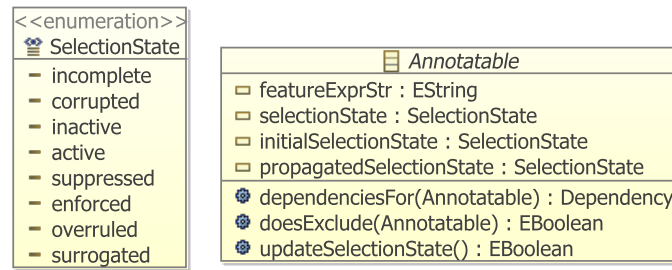 <<enumeration>>
SelectionState
incomplete
corrupted
inactive
active
suppressed
enforced
overruled
surrogated
Annotatable
featureExprStr : EString
selectionState : SelectionState
initialSelectionState : SelectionState
propagatedSelectionState : SelectionState
dependenciesFor(Annotatable) : Dependency
doesExclude(Annotatable) : EBoolean
updateSelectionState() : EBoolean